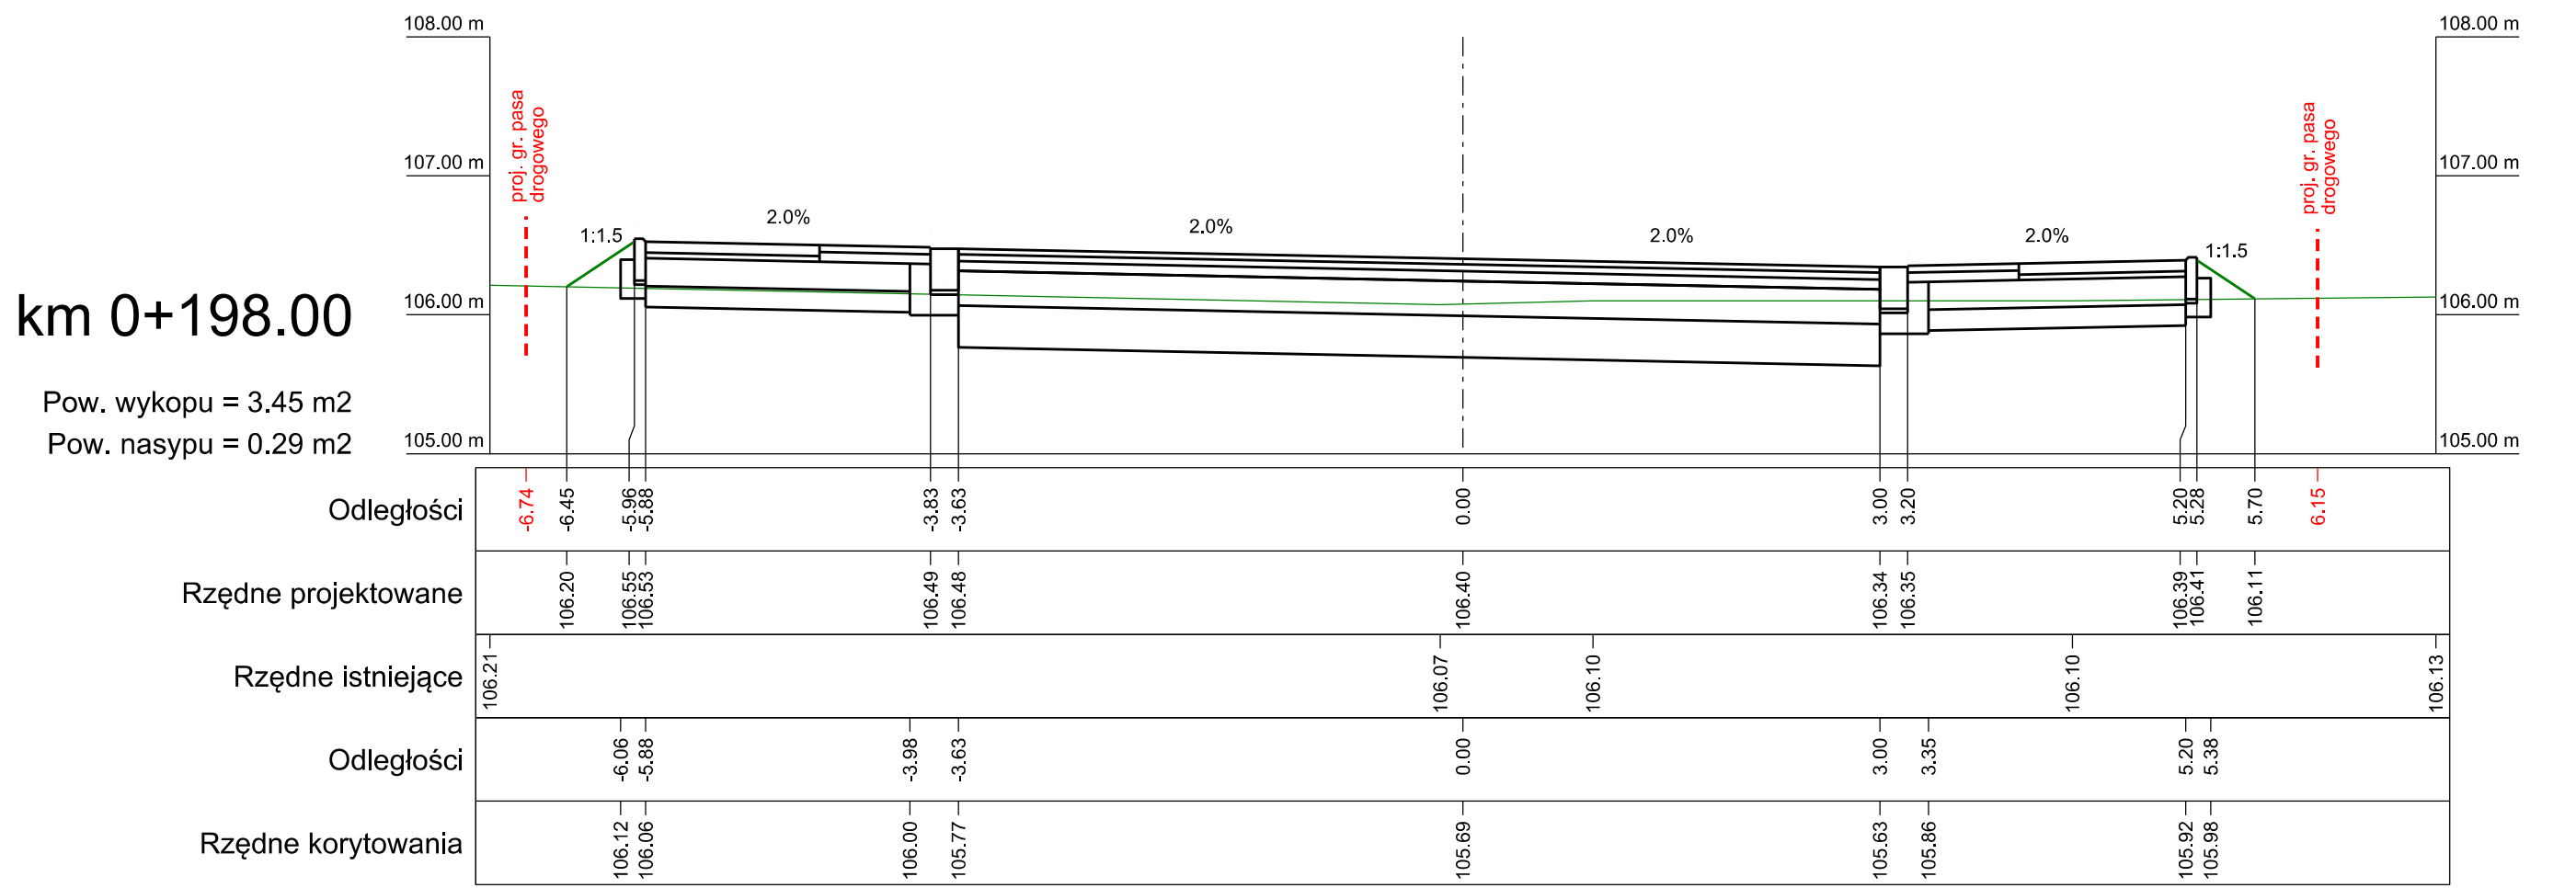 108.00 m
108.00 m
proj. gr. pasa
drogowego
proj. gr. pasa
drogowego
107.00 m
107.00 m
1:1.5
2.0%
2.0%
2.0%
2.0%
1:1.5
km 0+198.00
106.00 m
106.00 m
Pow. wykopu = 3.45 m2
Pow. nasypu = 0.29 m2
105.00 m
105.00 m
Odległości -6.74 -6.45 -5.96 -5.88 -3.83 -3.63 0.00 3.00 3.20 5.20 5.28 5.70 6.15
Rzędne projektowane 106.20 106.55 106.53 106.49 106.48 106.40 106.34 106.35 106.39 106.41 106.11
Rzędne istniejące 106.21 106.07 106.10 106.10 106.13
Odległości -6.06 -5.88 -3.98 -3.63 0.00 3.00 3.35 5.20 5.38
Rzędne korytowania 106.12 106.06 106.00 105.77 105.69 105.63 105.86 105.92 105.98